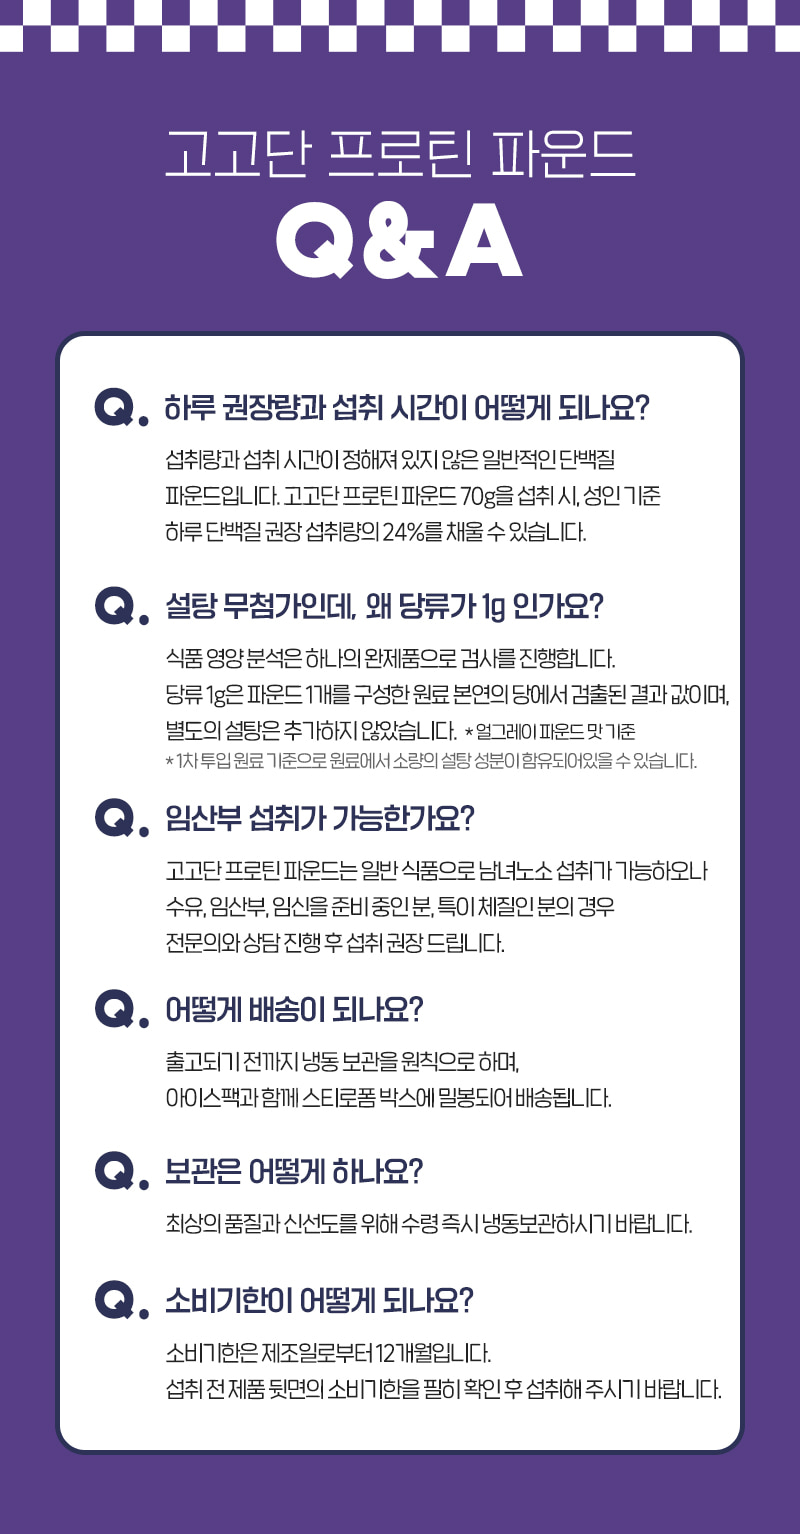 고고단 프로틴 파운드
Q&A
Q. 하루 권장량과 섭취 시간이 어떻게 되나요?
섭취량과 섭취 시간이 정해져 있지 않은 일반적인 단백질
파운드입니다. 고고단 프로틴 파운드 70g을 섭취 시, 성인 기준
하루 단백질 권장 섭취량의 24%를 채울 수 있습니다.
Q. 설탕 무첨가인데, 왜 당류가 1g 인가요?
식품 영양 분석은 하나의 완제품으로 검사를 진행합니다.
당류 1g은 파운드 1개를 구성한 원료 본연의 당에서 검출된 결과 값이며,
별도의 설탕은 추가하지 않았습니다. * 얼그레이 파운드 맛 기준
* 1차 투입 원료 기준으로 원료에서 소량의 설탕 성분이 함유되어있을 수 있습니다.
Q. 임산부 섭취가 가능한가요?
고고단 프로틴 파운드는 일반 식품으로 남녀노소 섭취가 가능하오나
수유, 임산부, 임신을 준비 중인 분, 특이 체질인 분의 경우
전문의와 상담 진행 후 섭취 권장 드립니다.
Q. 어떻게 배송이 되나요?
출고되기 전까지 냉동 보관을 원칙으로 하며,
아이스팩과 함께 스티로폼 박스에 밀봉되어 배송됩니다.
Q. 보관은 어떻게 하나요?
최상의 품질과 신선도를 위해 수령 즉시 냉동보관하시기 바랍니다.
Q. 소비기한이 어떻게 되나요?
소비기한은 제조일로부터 12개월입니다.
섭취 전 제품 뒷면의 소비기한을 필히 확인 후 섭취해 주시기 바랍니다.